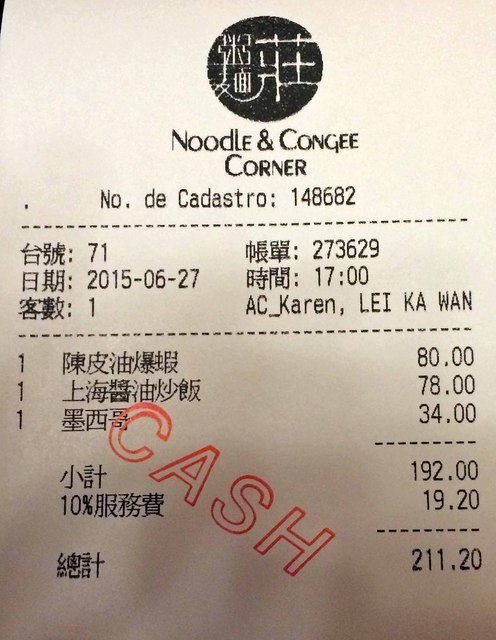 粥麵莊
Noodle & Congee
Corner
. No. de Cadastro: 148682
台號: 71 帳單: 273629
日期: 2015-06-27 時間: 17:00
客數: 1 AC_Karen, LEI KA WAN
1 陳皮油爆蝦 80.00
1 上海醬油炒飯 78.00
1 墨西哥 34.00
小計 192.00
10%服務費 19.20
總計 211.20
CASH